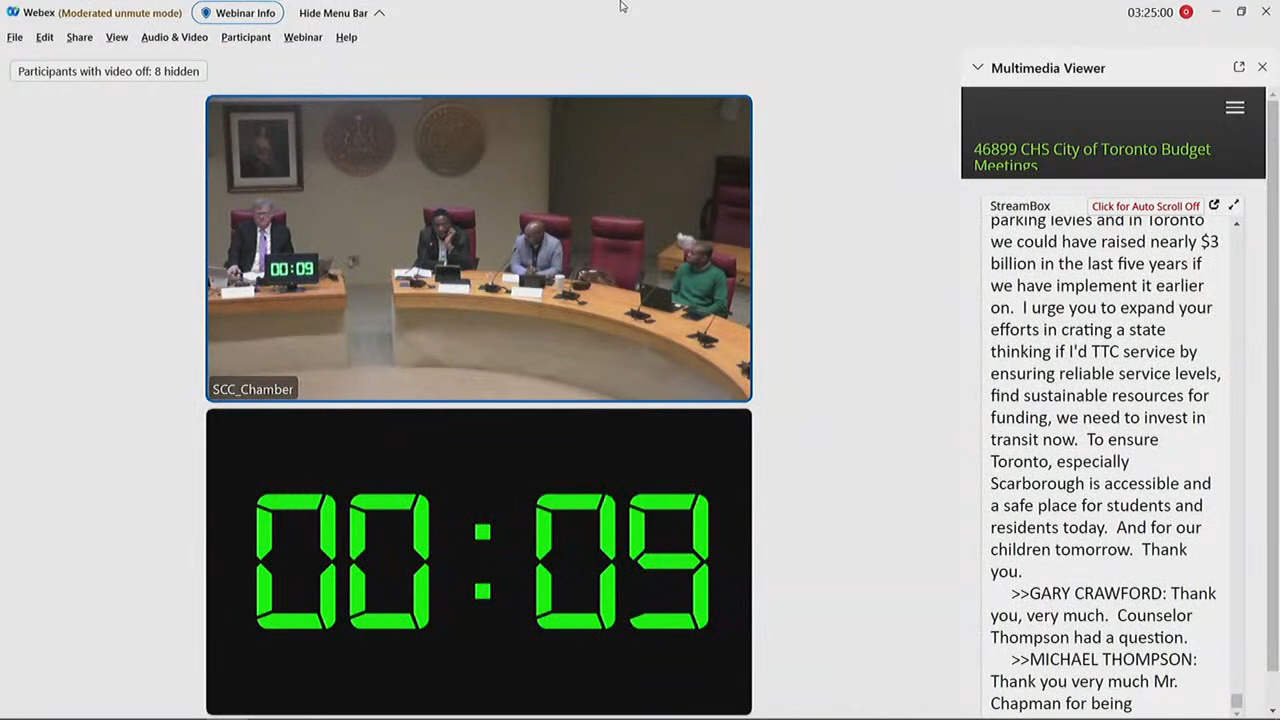 Webex (Moderated unmute mode) Webinar Info Hide Menu Bar 03:25:00
File Edit Share View Audio & Video Participant Webinar Help
Participants with video off: 8 hidden
Multimedia Viewer
46899 CHS City of Toronto Budget
Meetings
StreamBox Click for Auto Scroll Off
parking levies and in Toronto
we could have raised nearly $3
billion in the last five years if
we have implement it earlier
on. I urge you to expand your
efforts in crating a state
thinking if I'd TTC service by
ensuring reliable service levels,
find sustainable resources for
funding, we need to invest in
transit now. To ensure
Toronto, especially
Scarborough is accessible and
a safe place for students and
residents today. And for our
children tomorrow. Thank
you.
>>GARY CRAWFORD: Thank
you, very much. Counselor
Thompson had a question.
>>MICHAEL THOMPSON:
Thank you very much Mr.
Chapman for being
00:09
SCC_Chamber
00:09